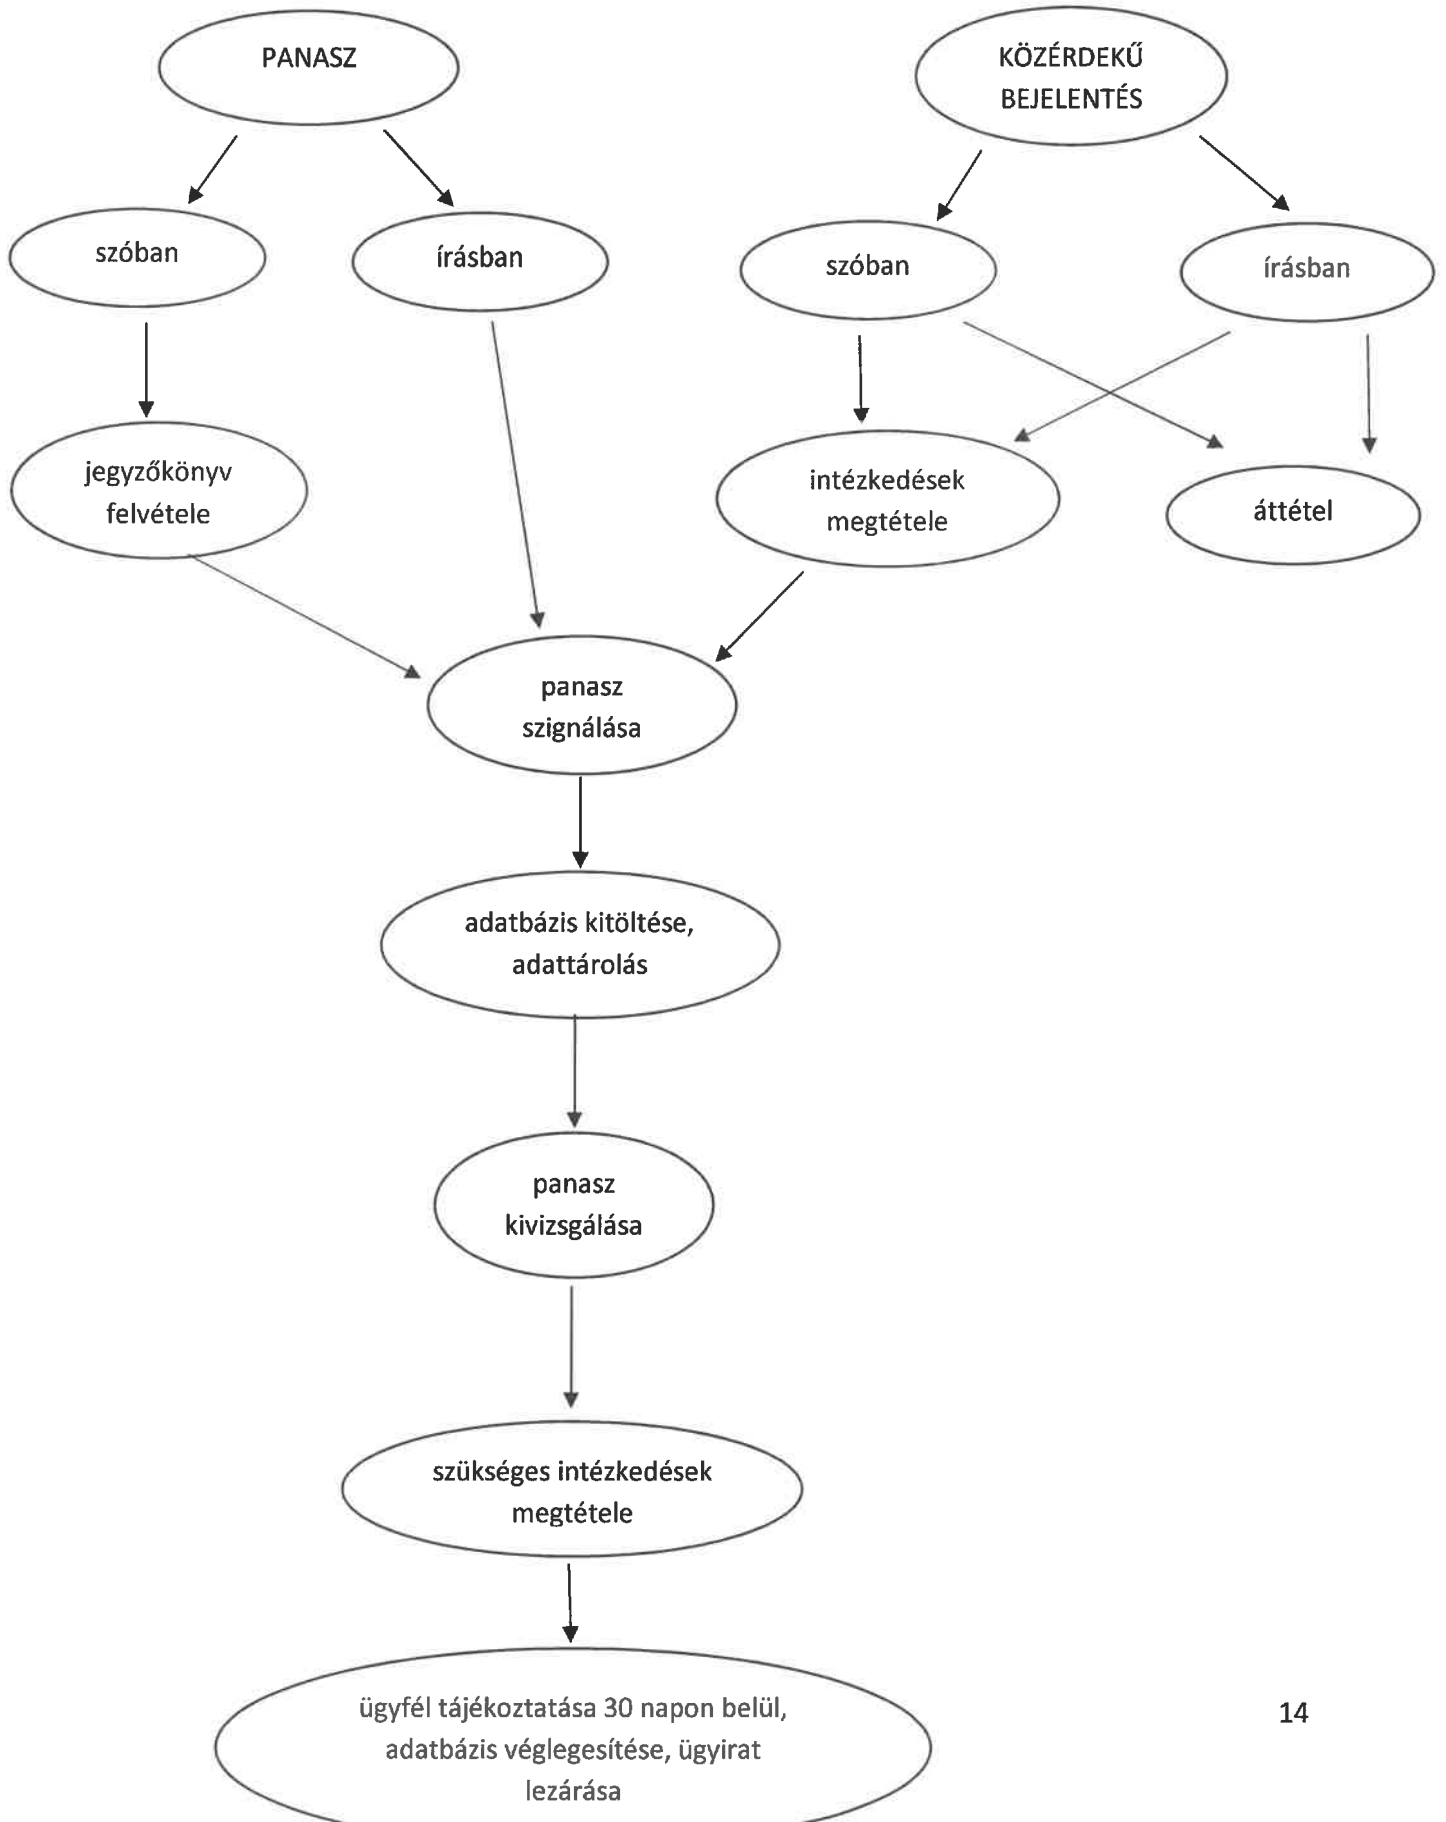 PANASZ
KÖZÉRDEKŰ
BEJELENTÉS
szóban
írásban
szóban
írásban
jegyzőkönyv
felvétele
intézkedések
megtétele
áttétel
panasz
szignálása
adatbázis kitöltése,
adattárolás
panasz
kivizsgálása
szükséges intézkedések
megtétele
ügyfél tájékoztatása 30 napon belül,
adatbázis véglegesítése, ügyirat
lezárása
14